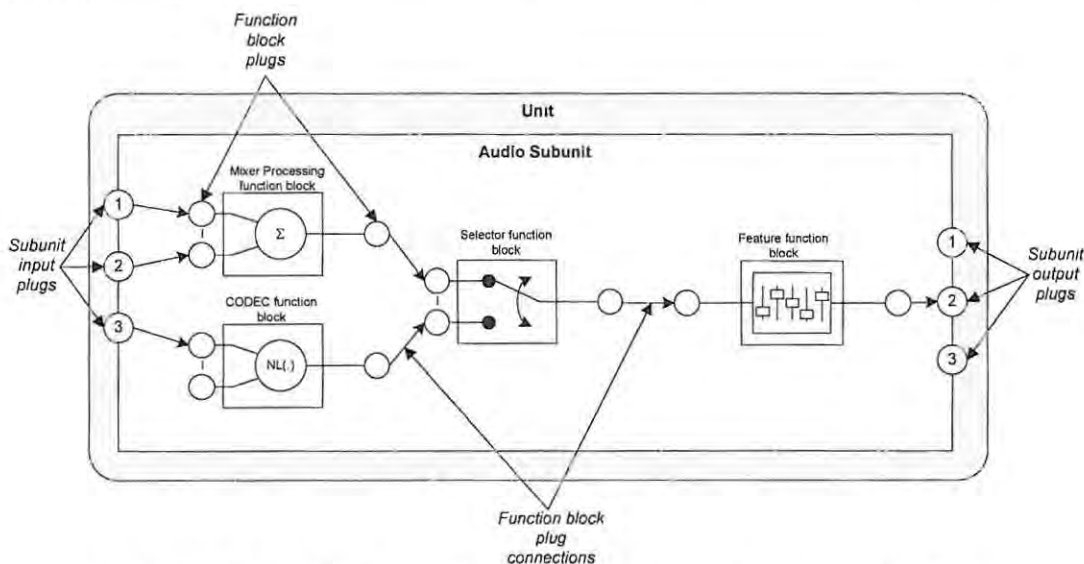 Function
block
plugs
Unit
Audio Subunit
Mixer Processing
function block
1
Σ
Selector function
block
Feature function
block
1
Subunit
input
plugs
2
Subunit
output
plugs
2
3
CODEC function
block
NL(.)
3
Function block
plug
connections